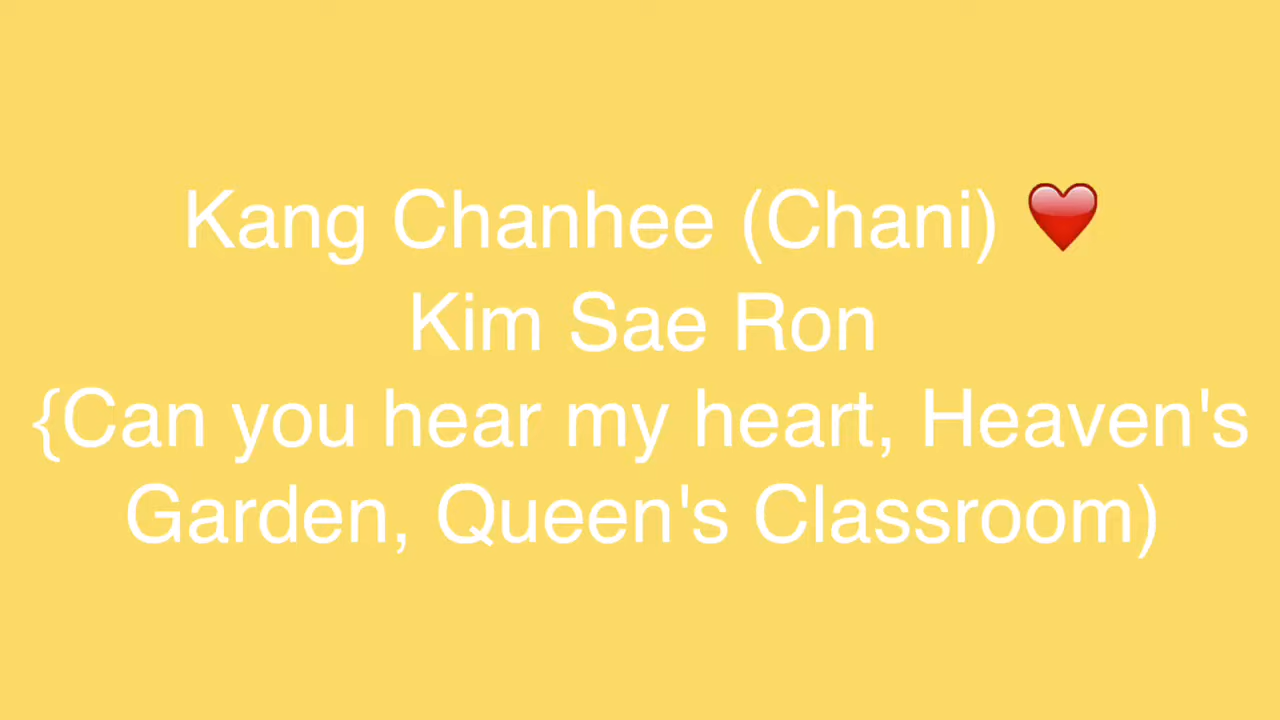 Kang Chanhee (Chani) ❤️
Kim Sae Ron
{Can you hear my heart, Heaven's
Garden, Queen's Classroom)